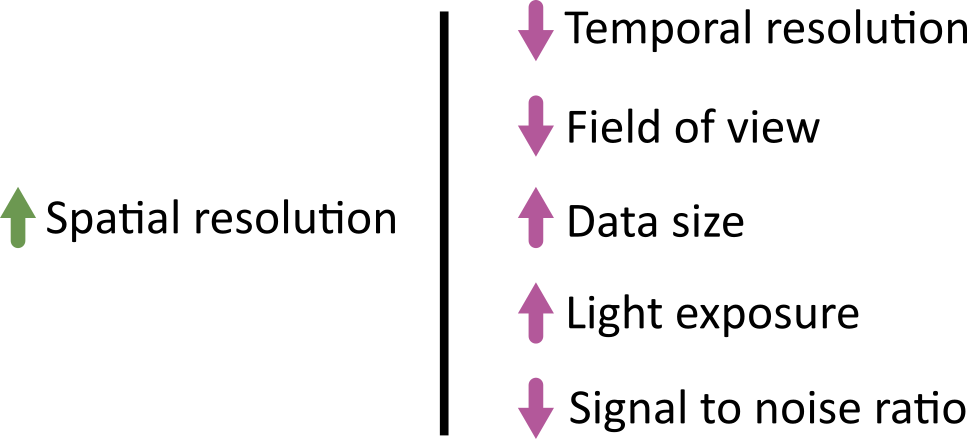 Temporal resolution
Field of view
Spatial resolution
Data size
Light exposure
Signal to noise ratio